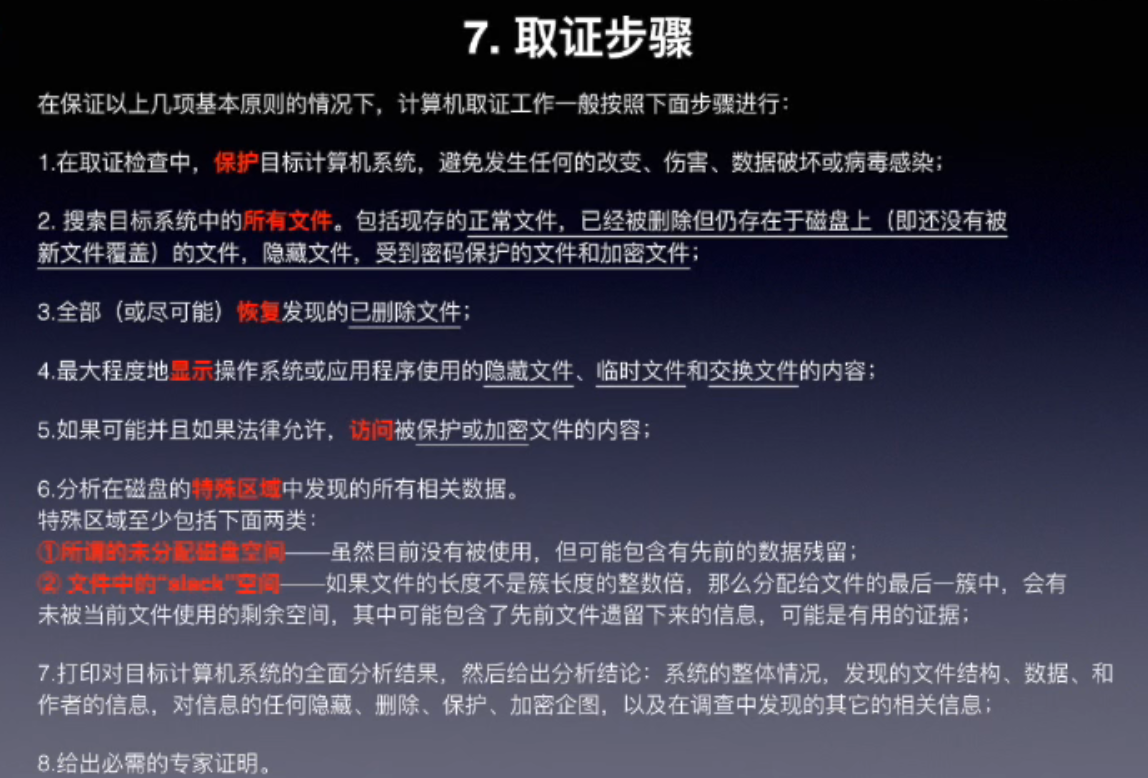 7. 取证步骤
在保证以上几项基本原则的情况下，计算机取证工作一般按照下面步骤进行：
1.在取证检查中，保护目标计算机系统，避免发生任何的改变、伤害、数据破坏或病毒感染；
2. 搜索目标系统中的所有文件。包括现存的正常文件，已经被删除但仍存在于磁盘上（即还没有被
新文件覆盖）的文件，隐藏文件，受到密码保护的文件和加密文件；
3.全部（或尽可能）恢复发现的已删除文件；
4.最大程度地显示操作系统或应用程序使用的隐藏文件、临时文件和交换文件的内容；
5.如果可能并且如果法律允许，访问被保护或加密文件的内容；
6.分析在磁盘的特殊区域中发现的所有相关数据。
特殊区域至少包括下面两类：
①所谓的未分配磁盘空间——虽然目前没有被使用，但可能包含有先前的数据残留；
② 文件中的“slack”空间——如果文件的长度不是簇长度的整数倍，那么分配给文件的最后一簇中，会有
未被当前文件使用的剩余空间，其中可能包含了先前文件遗留下来的信息，可能是有用的证据；
7.打印对目标计算机系统的全面分析结果，然后给出分析结论：系统的整体情况，发现的文件结构、数据、和
作者的信息，对信息的任何隐藏、删除、保护、加密企图，以及在调查中发现的其它的相关信息；
8.给出必需的专家证明。